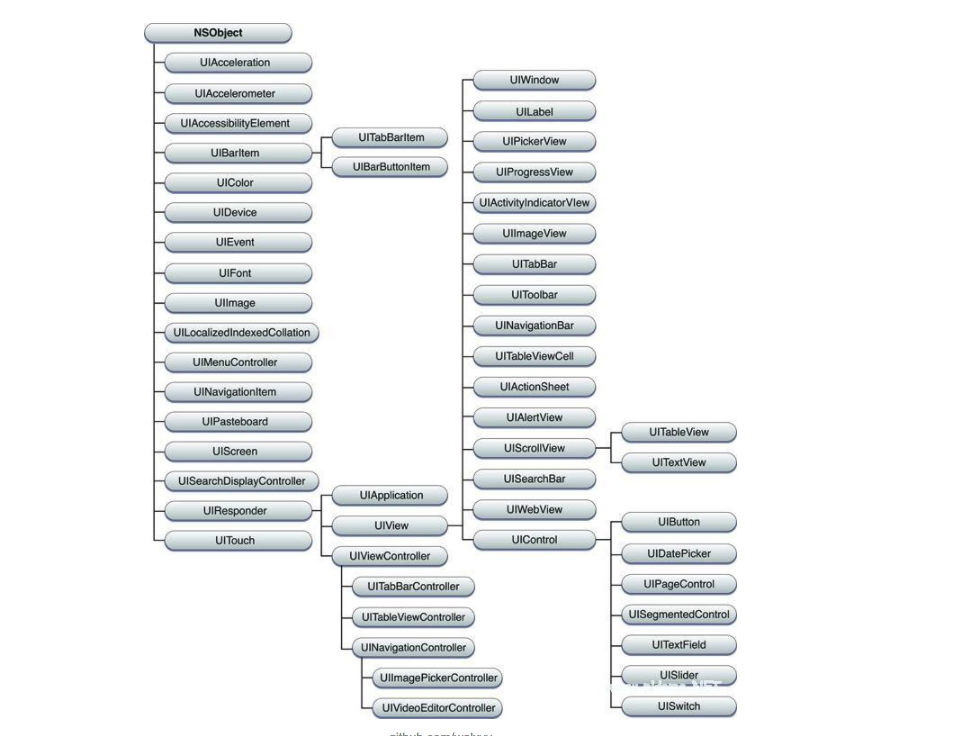 NSObject
UIAcceleration
UIAccelerometer
UIAccessibilityElement
UIBarItem
UIColor
UIDevice
UIEvent
UIFont
UIImage
UILocalizedIndexedCollation
UIMenuController
UINavigationItem
UIPasteboard
UIScreen
UISearchDisplayController
UIResponder
UITouch
UITabBarItem
UIBarButtonItem
UIApplication
UIView
UIViewController
UITabBarController
UITableViewController
UINavigationController
UIImagePickerController
UIVideoEditorController
UIWindow
UILabel
UIPickerView
UIProgressView
UIActivityIndicatorVIew
UIImageView
UITabBar
UIToolbar
UINavigationBar
UITableViewCell
UIActionSheet
UIAlertView
UIScrollView
UISearchBar
UIWebView
UIControl
UITableView
UITextView
UIButton
UIDatePicker
UIPageControl
UISegmentedControl
UITextField
UISlider
UISwitch